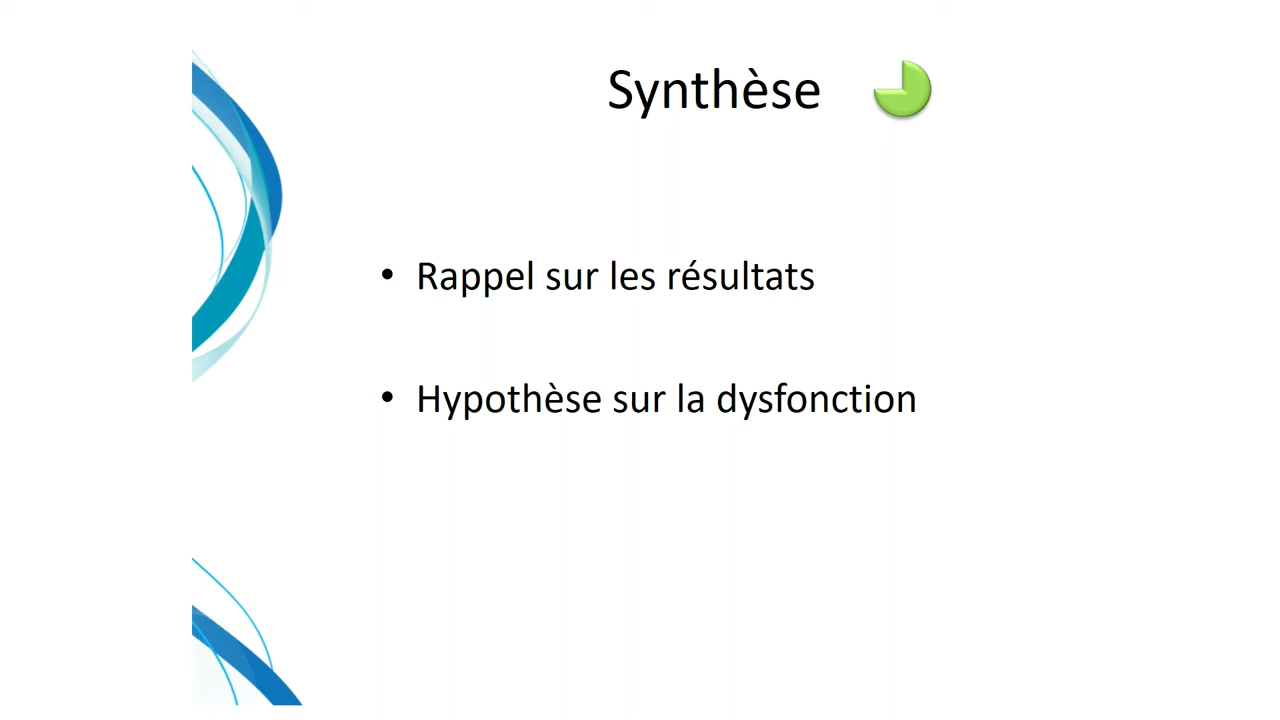 Synthèse
• Rappel sur les résultats
• Hypothèse sur la dysfonction